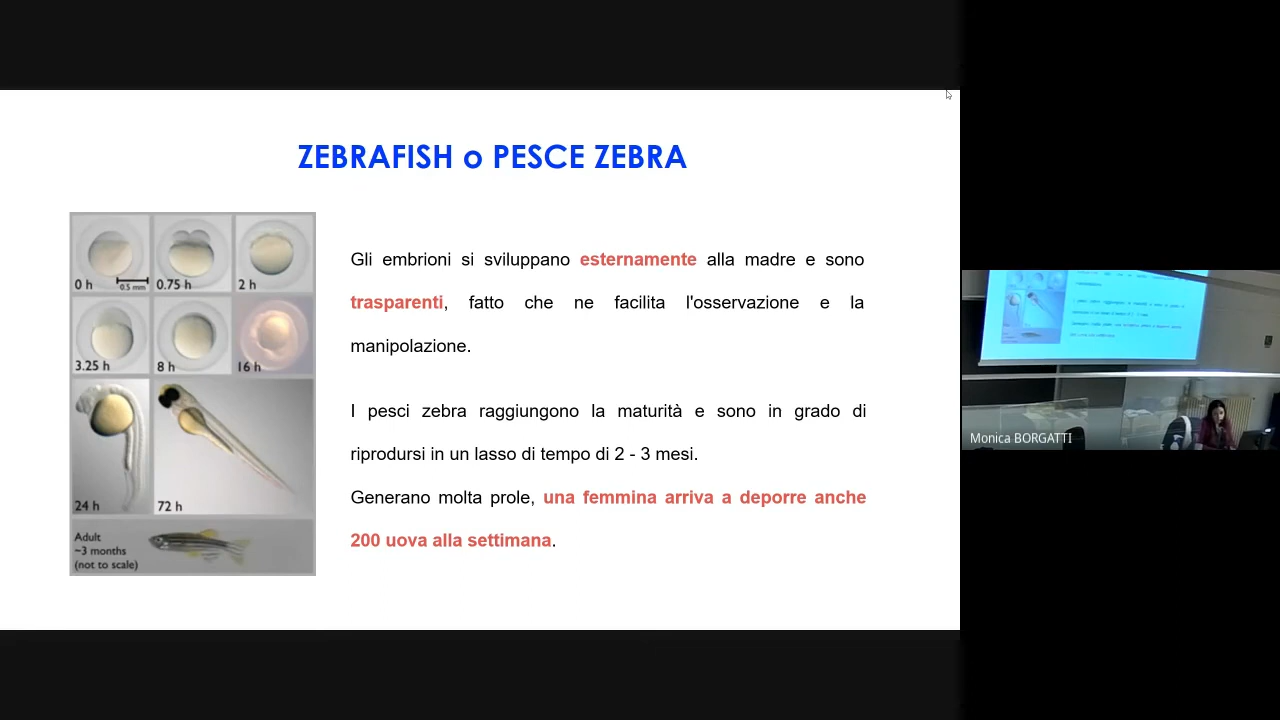 ZEBRAFISH o PESCE ZEBRA
0 h
0.5 mm
0.75 h
2 h
3.25 h
8 h
16 h
24 h
72 h
Adult
~3 months
(not to scale)
Gli embrioni si sviluppano esternamente alla madre e sono
trasparenti, fatto che ne facilita l'osservazione e la
manipolazione.
I pesci zebra raggiungono la maturità e sono in grado di
riprodursi in un lasso di tempo di 2 - 3 mesi.
Generano molta prole, una femmina arriva a deporre anche
200 uova alla settimana.
Monica BORGATTI